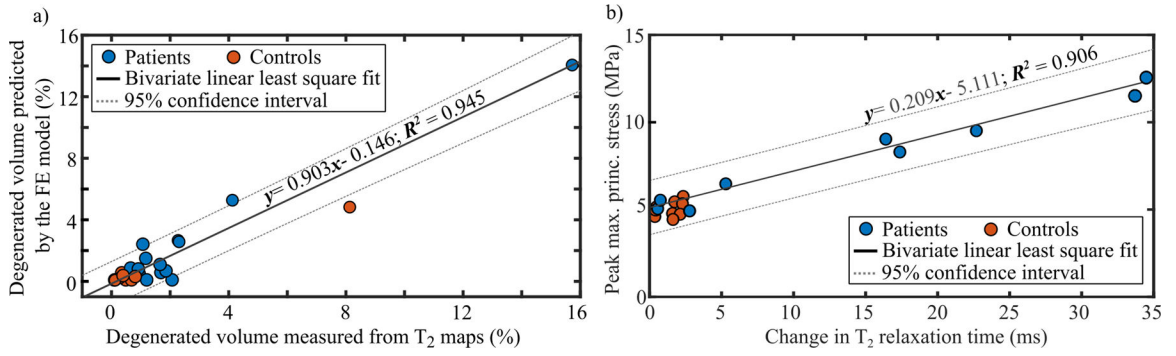 a)
Degenerated volume predicted
by the FE model (%)
16
12
8
4
0
Patients
Controls
Bivariate linear least square fit
95% confidence interval
y= 0.903x- 0.146; R² = 0.945
0
4
8
12
16
Degenerated volume measured from T₂ maps (%)
b)
Peak max. princ. stress (MPa)
15
10
5
0
y= 0.209x- 5.111; R² = 0.906
Patients
Controls
Bivariate linear least square fit
95% confidence interval
0
5
10
15
20
25
30
35
Change in T₂ relaxation time (ms)